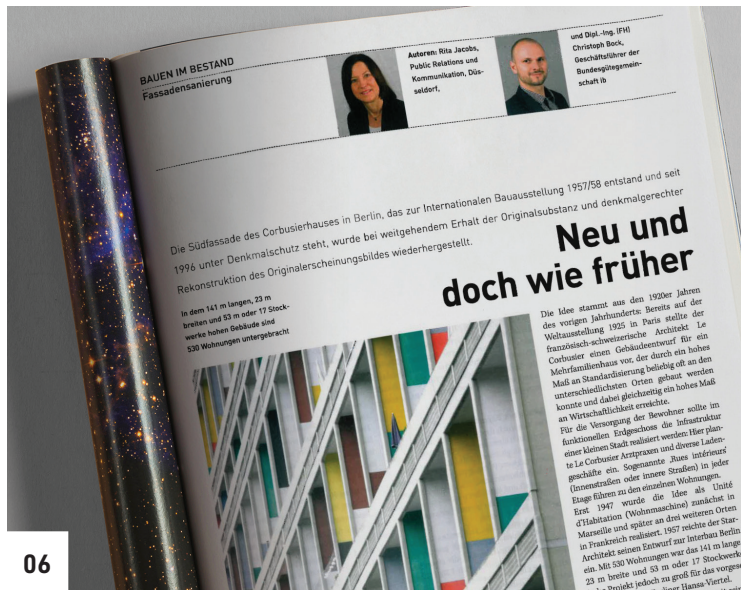 BAUEN IM BESTAND
Fassadensanierung
Autoren: Rita Jacobs,
Public Relations und
Kommunikation, Düs-
seldorf,
und Dipl.-Ing. (FH)
Christoph Bock,
Geschäftsführer der
Bundesgütegemein-
schaft ib
Die Südfassade des Corbusierhauses in Berlin, das zur Internationalen Bauausstellung 1957/58 entstand und seit
1996 unter Denkmalschutz steht, wurde bei weitgehendem Erhalt der Originalsubstanz und denkmalgerechter
Rekonstruktion des Originalerscheinungsbildes wiederhergestellt.
Neu und
doch wie früher
In dem 141 m langen, 23 m
breiten und 53 m oder 17 Stock-
werke hohen Gebäude sind
530 Wohnungen untergebracht
Die Idee stammt aus den 1920er Jahren
des vorigen Jahrhunderts: Bereits auf der
Weltausstellung 1925 in Paris stellte der
französisch-schweizerische Architekt Le
Corbusier einen Gebäudeentwurf für ein
Mehrfamilienhaus vor, der durch ein hohes
Maß an Standardisierung beliebig oft an den
unterschiedlichsten Orten gebaut werden
konnte und dabei gleichzeitig ein hohes Maß
an Wirtschaftlichkeit erreichte.
Für die Versorgung der Bewohner sollte im
funktionellen Erdgeschoss die Infrastruktur
einer kleinen Stadt realisiert werden: Hier plan-
te Le Corbusier Arztpraxen und diverse Laden-
geschäfte ein. Sogenannte ‚Rues intérieurs'
(Innenstraßen oder innere Straßen) in jeder
Etage führen zu den einzelnen Wohnungen.
Erst 1947 wurde die Idee als Unité
d'Habitation (Wohnmaschine) zunächst in
Marseille und später an drei weiteren Orten
in Frankreich realisiert. 1957 reichte der Star-
Architekt seinen Entwurf zur Interbau Berlin
ein. Mit 530 Wohnungen war das 141 m lange
23 m breite und 53 m oder 17 Stockwerk
Projekt jedoch zu groß für das vorges
Hansa-Viertel.
06